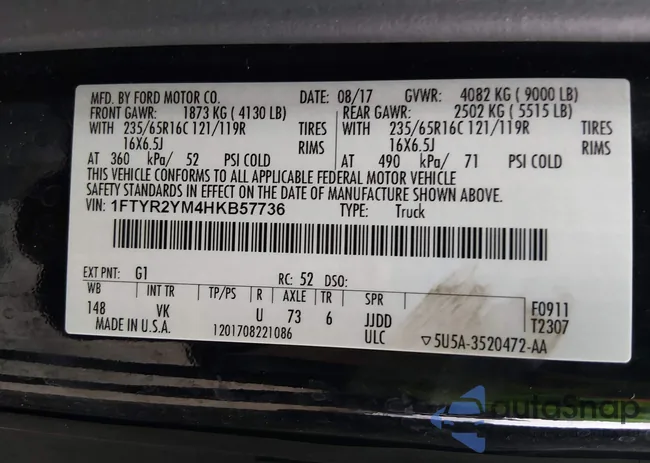 MFD. BY FORD MOTOR CO. DATE: 08/17 GVWR: 4082 KG ( 9000 LB)
FRONT GAWR: 1873 KG ( 4130 LB) REAR GAWR: 2502 KG ( 5515 LB)
WITH 235/65R16C 121/119R TIRES WITH 235/65R16C 121/119R TIRES
16X6.5J RIMS 16X6.5J RIMS
AT 360 kPa/ 52 PSI COLD AT 490 kPa/ 71 PSI COLD
THIS VEHICLE CONFORMS TO ALL APPLICABLE FEDERAL MOTOR VEHICLE
SAFETY STANDARDS IN EFFECT ON THE DATE OF MANUFACTURE SHOWN ABOVE.
VIN: 1FTYR2YM4HKB57736 TYPE: Truck
EXT PNT: G1 RC: 52 DSO:
WB INT TR TP/PS R AXLE TR SPR
148 VK U 73 6 JJDD F0911
MADE IN U.S.A. 1201708221086 ULC T2307
▽5U5A-3520472-AA
autoSnap